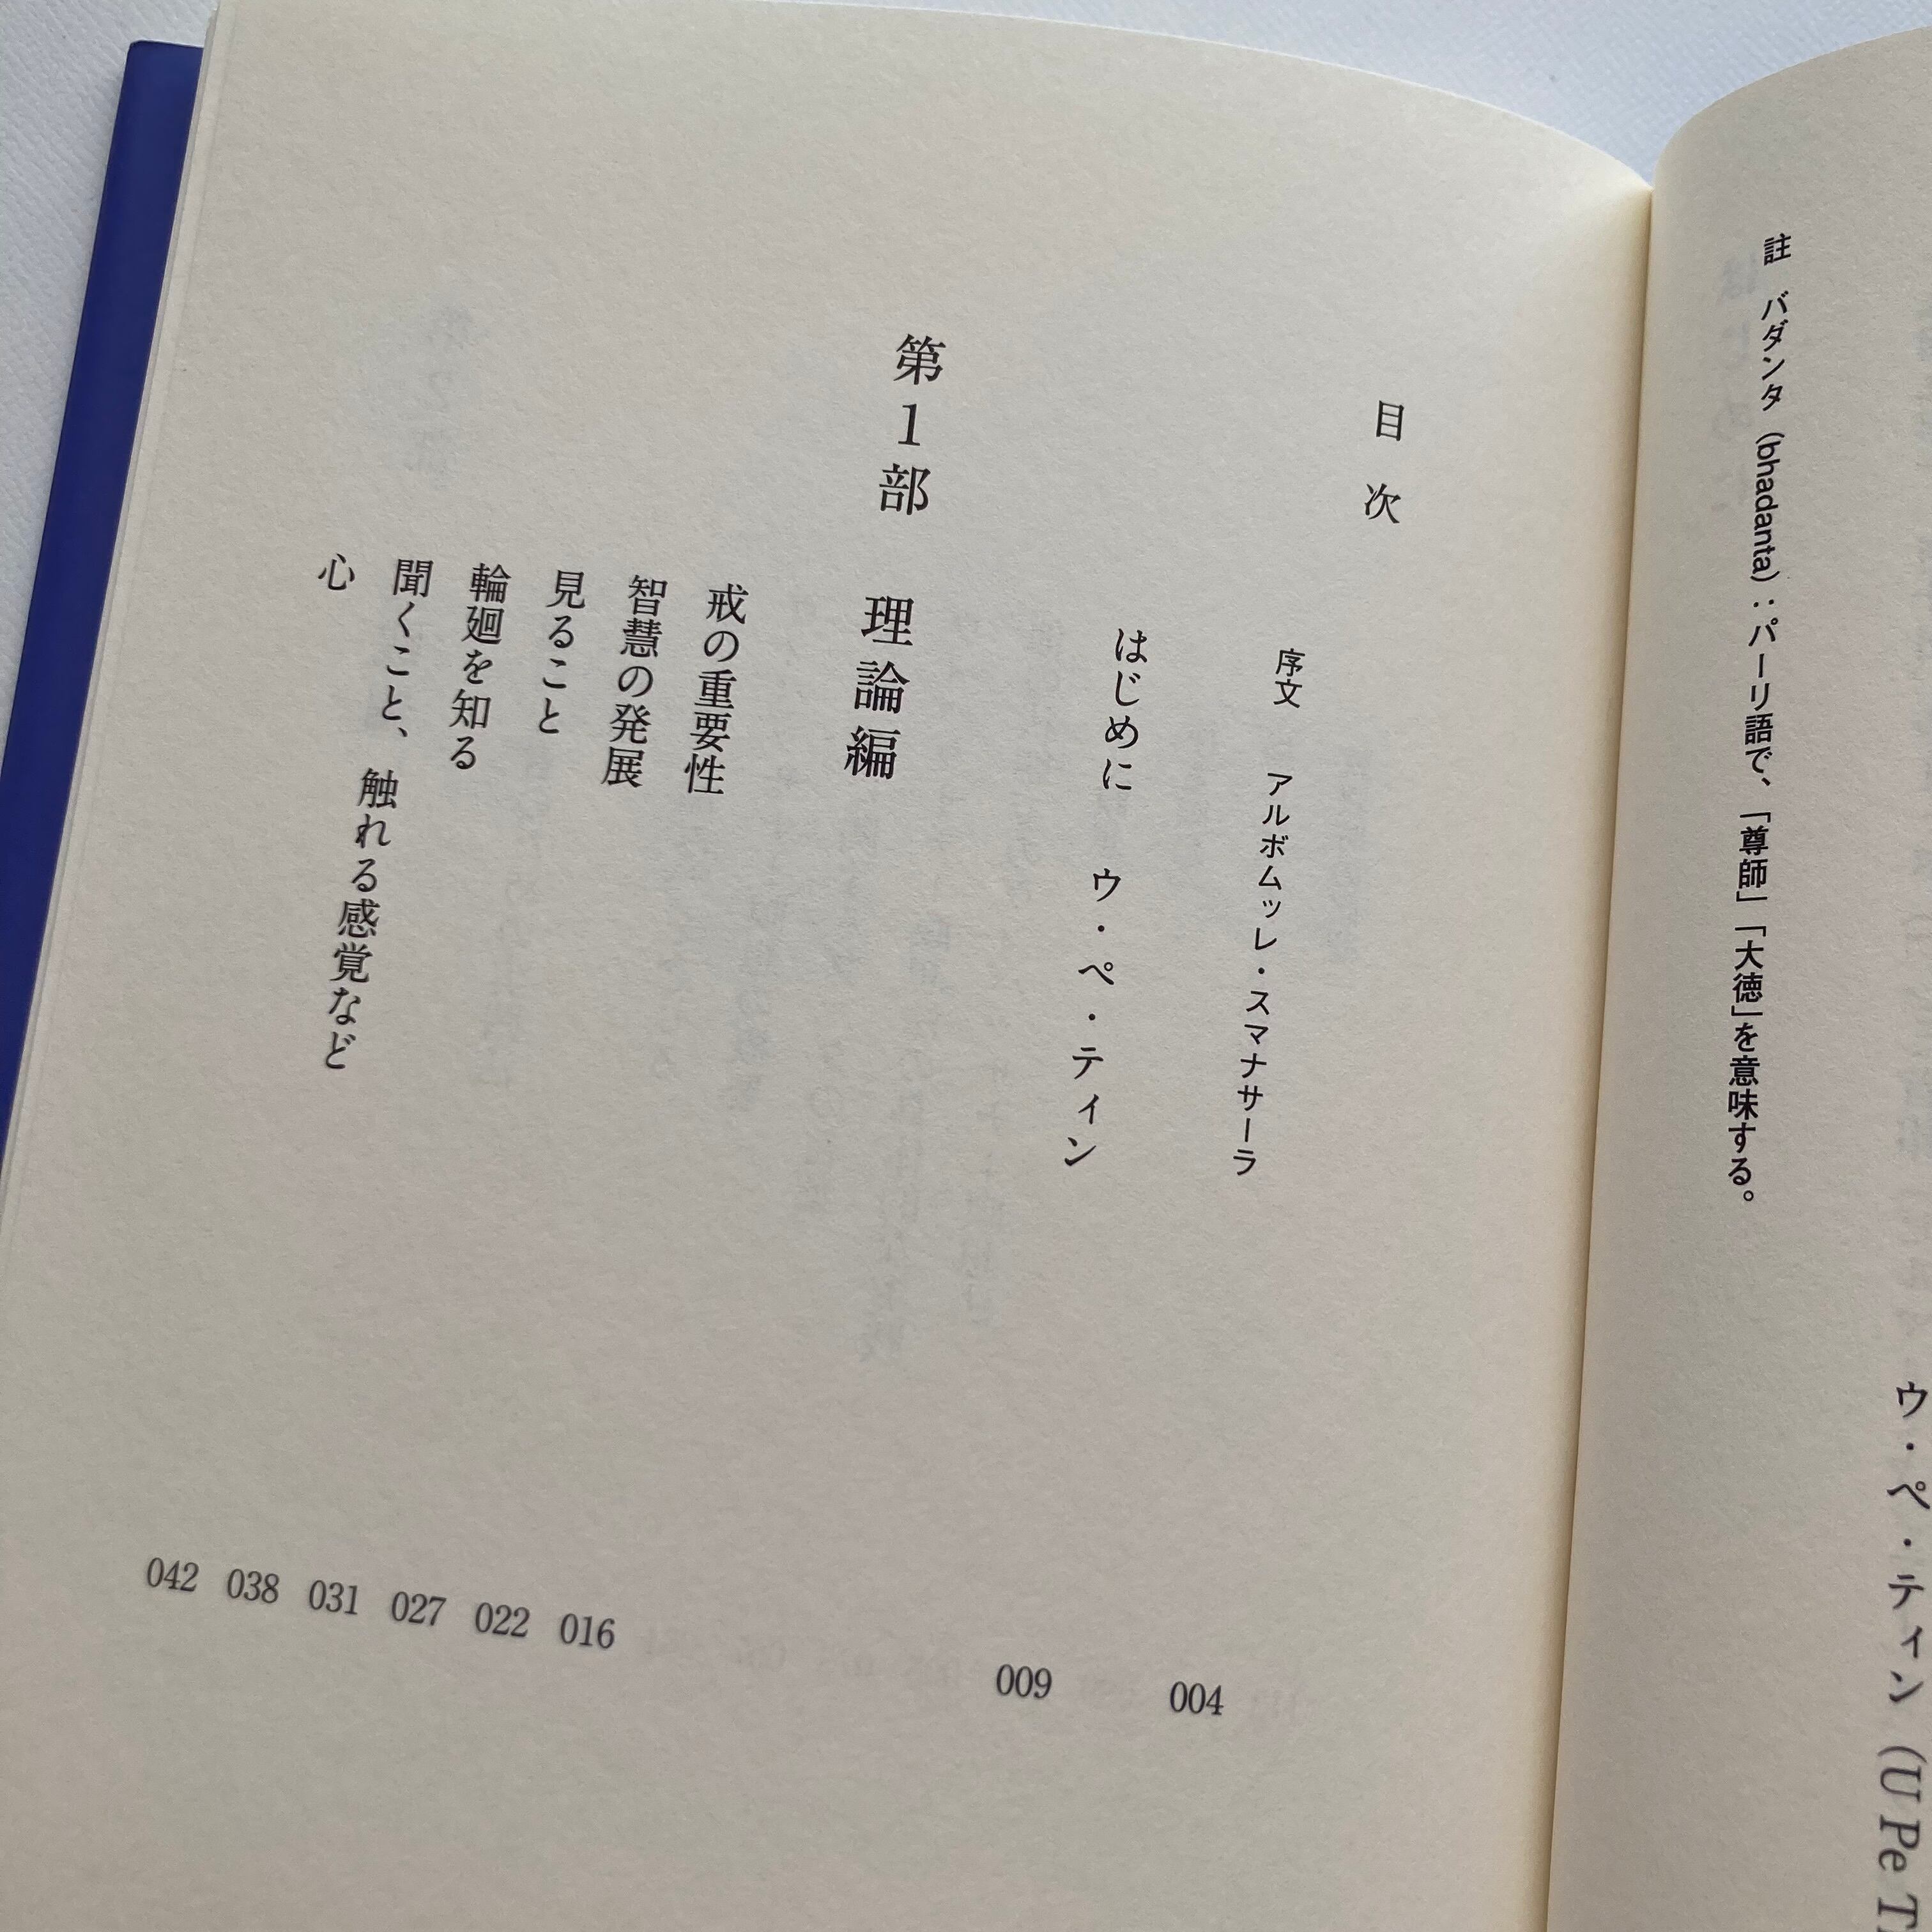 ウ・ペ・ティン (U Pe T
註 バダンタ (bhadanta)：パーリ語で、「尊師」「大徳」を意味する。
目次
序文 アルボムッレ・スマナサーラ 004
はじめに ウ・ペ・ティン 009
第1部 理論編
戒の重要性 016
智慧の発展 022
見ること 027
輪廻を知る 031
聞くこと、触れる感覚など 038
心 042